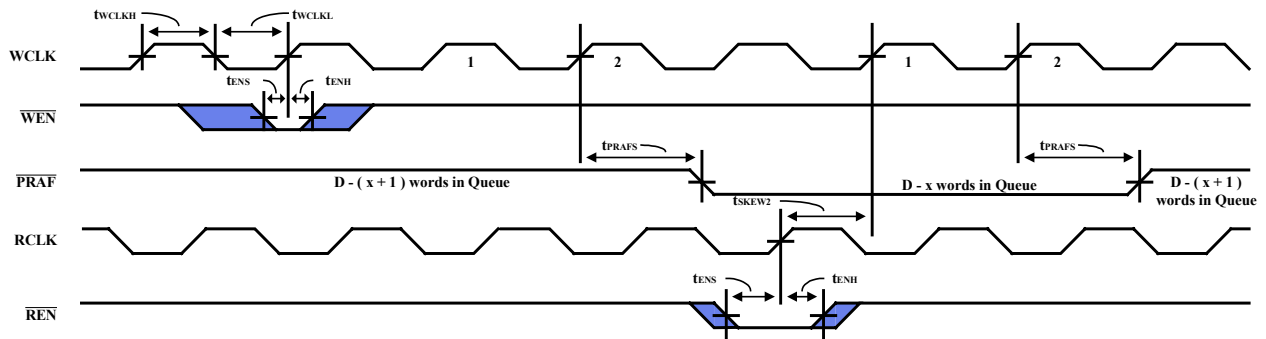 tWCLKH tWCLKL
WCLK 1 2 1 2
tENS tENH
WEN
tPRAFS tPRAFS
PRAF D - ( x + 1 ) words in Queue D - x words in Queue D - ( x + 1 )
words in Queue
tSKEW2
RCLK
tENS tENH
REN